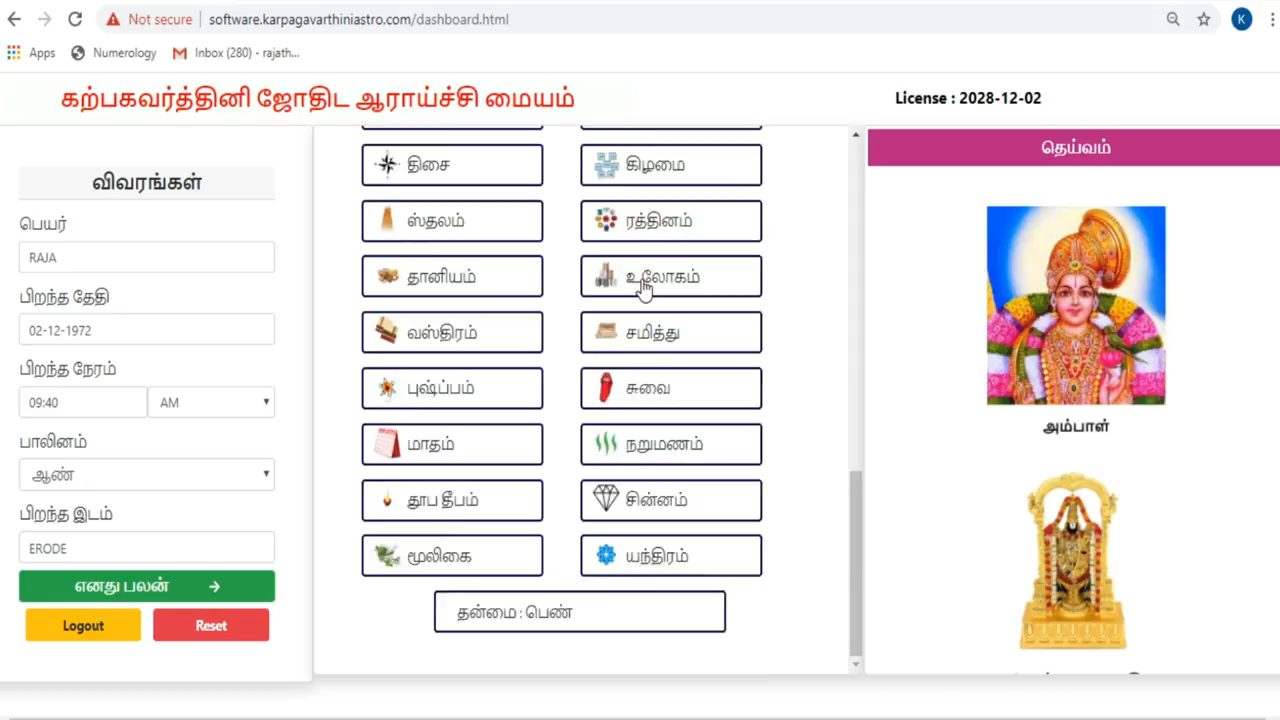 Not secure software.karpagavarthiniastro.com/dashboard.html K
Apps Numerology Inbox (280) - rajath...
கற்பகவர்த்தினி ஜோதிட ஆராய்ச்சி மையம்
License : 2028-12-02
விவரங்கள்
பெயர்
RAJA
பிறந்த தேதி
02-12-1972
பிறந்த நேரம்
09:40 AM
பாலினம்
ஆண்
பிறந்த இடம்
ERODE
எனது பலன் →
Logout Reset
திசை கிழமை
ஸ்தலம் ரத்தினம்
தானியம் உலோகம்
வஸ்திரம் சமித்து
புஷ்ப்பம் சுவை
மாதம் நறுமணம்
தூப தீபம் சின்னம்
மூலிகை யந்திரம்
தன்மை : பெண்
தெய்வம்
அம்பாள்